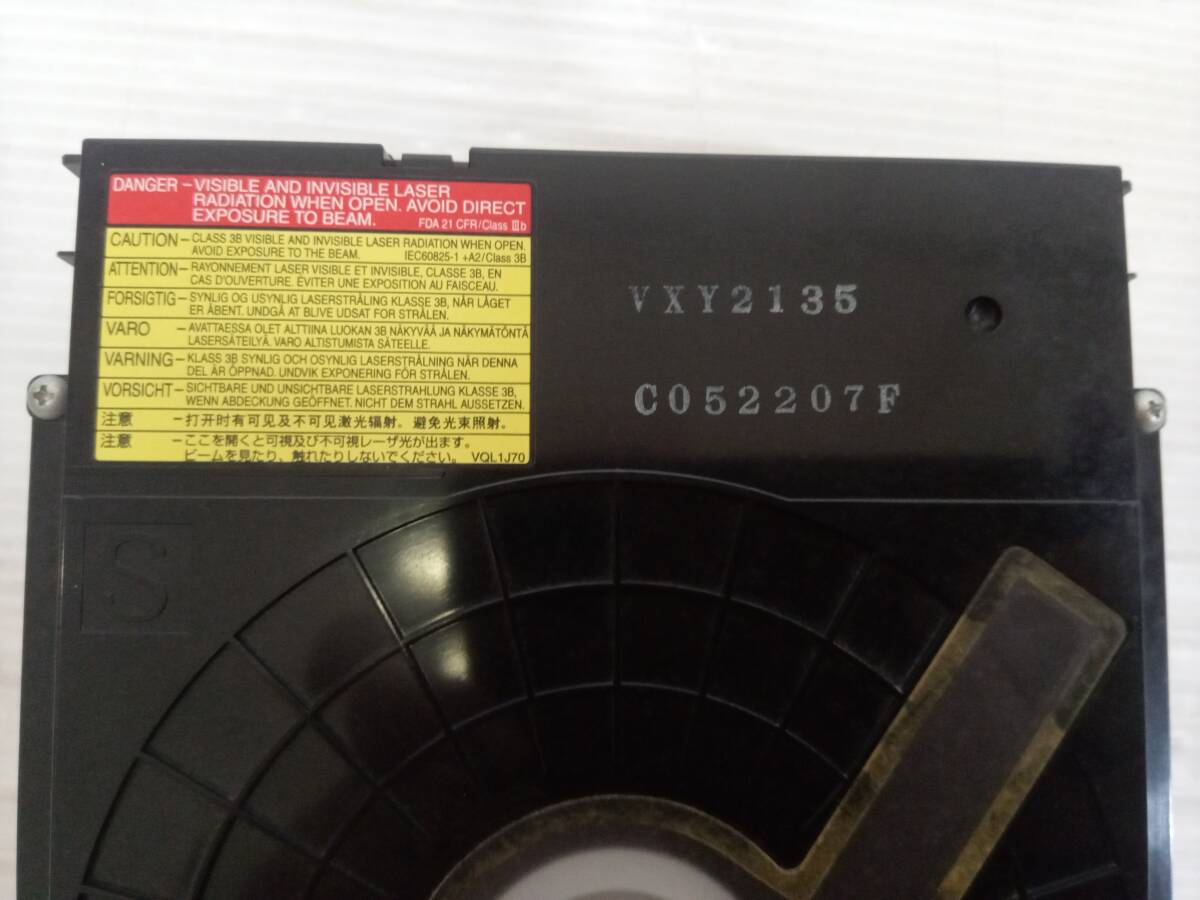 DANGER – VISIBLE AND INVISIBLE LASER
RADIATION WHEN OPEN. AVOID DIRECT
EXPOSURE TO BEAM. FDA 21 CFR/Class Ⅲb
CAUTION – CLASS 3B VISIBLE AND INVISIBLE LASER RADIATION WHEN OPEN.
AVOID EXPOSURE TO THE BEAM. IEC60825-1 +A2/Class 3B
ATTENTION – RAYONNEMENT LASER VISIBLE ET INVISIBLE, CLASSE 3B, EN
CAS D'OUVERTURE. ÉVITER UNE EXPOSITION AU FAISCEAU.
FORSIGTIG – SYNLIG OG USYNLIG LASERSTRÅLING KLASSE 3B, NÅR LÅGET
ER ÅBENT. UNDGÅ AT BLIVE UDSAT FOR STRÅLEN.
VARO – AVATTAESSA OLET ALTTIINA LUOKAN 3B NÄKYVÄÄ JA NÄKYMÄTÖNTÄ
LASERSÄTEILYÄ. VARO ALTISTUMISTA SÄTEELLE.
VARNING – KLASS 3B SYNLIG OCH OSYNLIG LASERSTRÅLNING NÄR DENNA
DEL ÄR ÖPPNAD. UNDVIK EXPONERING FÖR STRÅLEN.
VORSICHT – SICHTBARE UND UNSICHTBARE LASERSTRAHLUNG KLASSE 3B,
WENN ABDECKUNG GEÖFFNET. NICHT DEM STRAHL AUSSETZEN.
注意 – 打开时有可见及不可见激光辐射。避免光束照射。
注意 – ここを開くと可視及び不可視レーザ光が出ます。
ビームを見たり、触れたりしないでください。 VQL1J70
VXY2135
C052207F
S